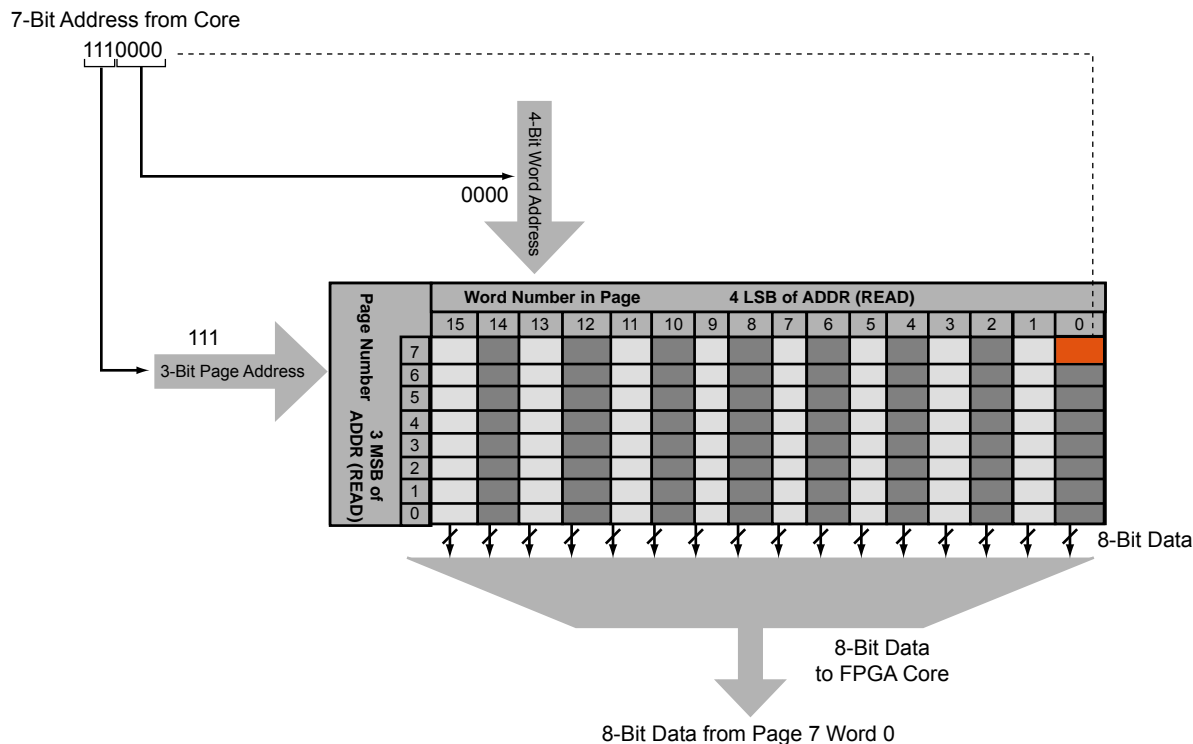 7-Bit Address from Core
1110000
4-Bit Word Address
0000
111
3-Bit Page Address
Page Number
3 MSB of
ADDR (READ)
Word Number in Page 4 LSB of ADDR (READ)
15 14 13 12 11 10 9 8 7 6 5 4 3 2 1 0
7
6
5
4
3
2
1
0
8-Bit Data
8-Bit Data
to FPGA Core
8-Bit Data from Page 7 Word 0